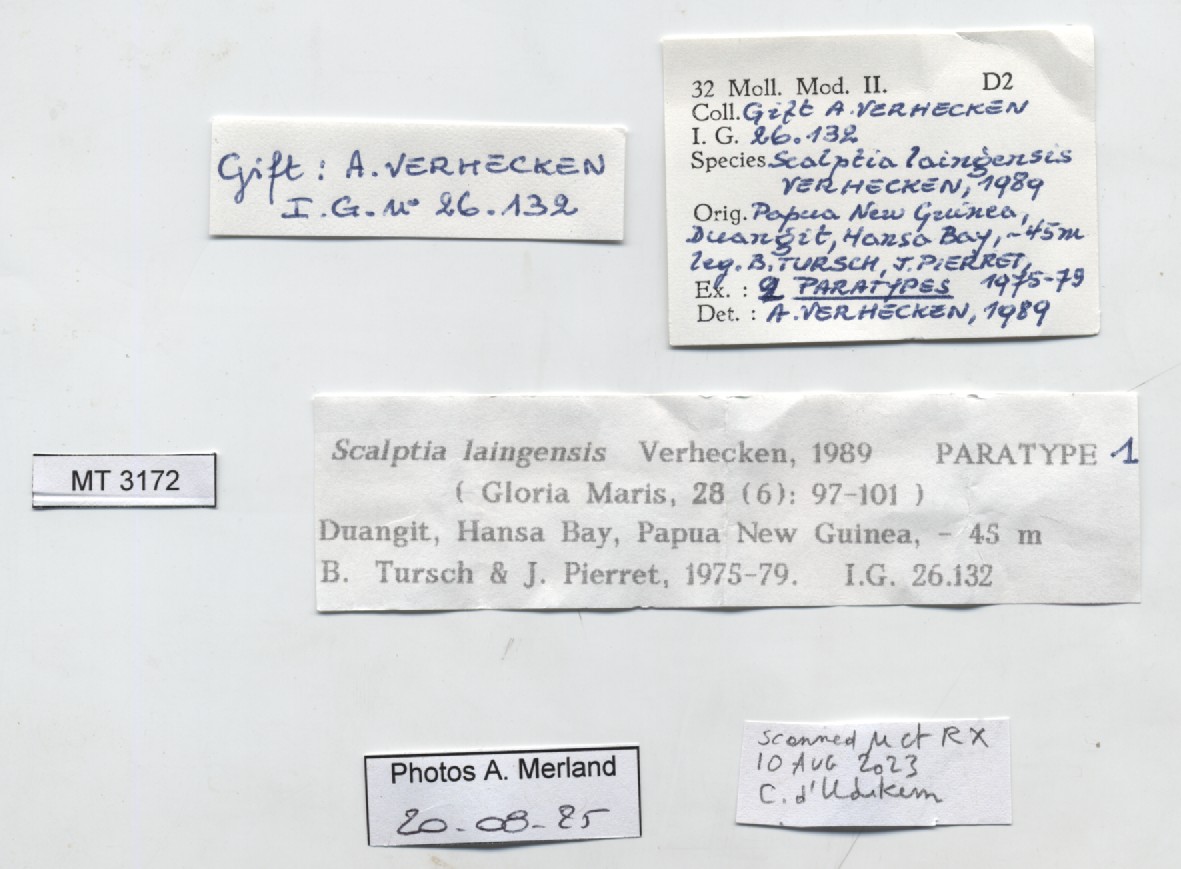 32 Moll. Mod. II. D2
Coll. Gift A. VERHECKEN
I. G. 26.132
Species Scalptia laingensis
VERHECKEN, 1989
Orig. Papua New Guinea,
Duangit, Hansa Bay, -45m
leg. B. TURSCH, J. PIERRET,
1975-79
Ex. : 2 PARATYPES
Det. : A. VERHECKEN, 1989
Gift : A. VERHECKEN
I.G. nº 26.132
Scalptia laingensis Verhecken, 1989 PARATYPE 1
( Gloria Maris, 28 (6): 97-101 )
Duangit, Hansa Bay, Papua New Guinea, - 45 m
B. Tursch & J. Pierret, 1975-79. I.G. 26.132
MT 3172
Photos A. Merland
20-08-25
Scanned µ ct RX
10 AUG 2023
C. d'Udekem